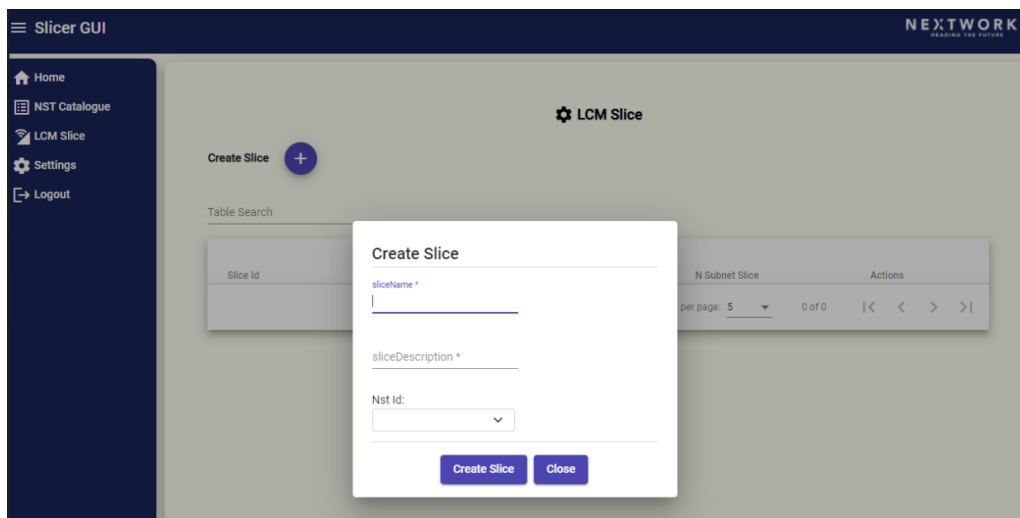 Slicer GUI
NEXTWORK
HEADING THE FUTURE
Home
NST Catalogue
LCM Slice
Settings
Logout
LCM Slice
Create Slice
Table Search
Slice Id
N Subnet Slice
Actions
per page: 5
0 of 0
Create Slice
sliceName *
sliceDescription *
Nst Id:
Create Slice
Close